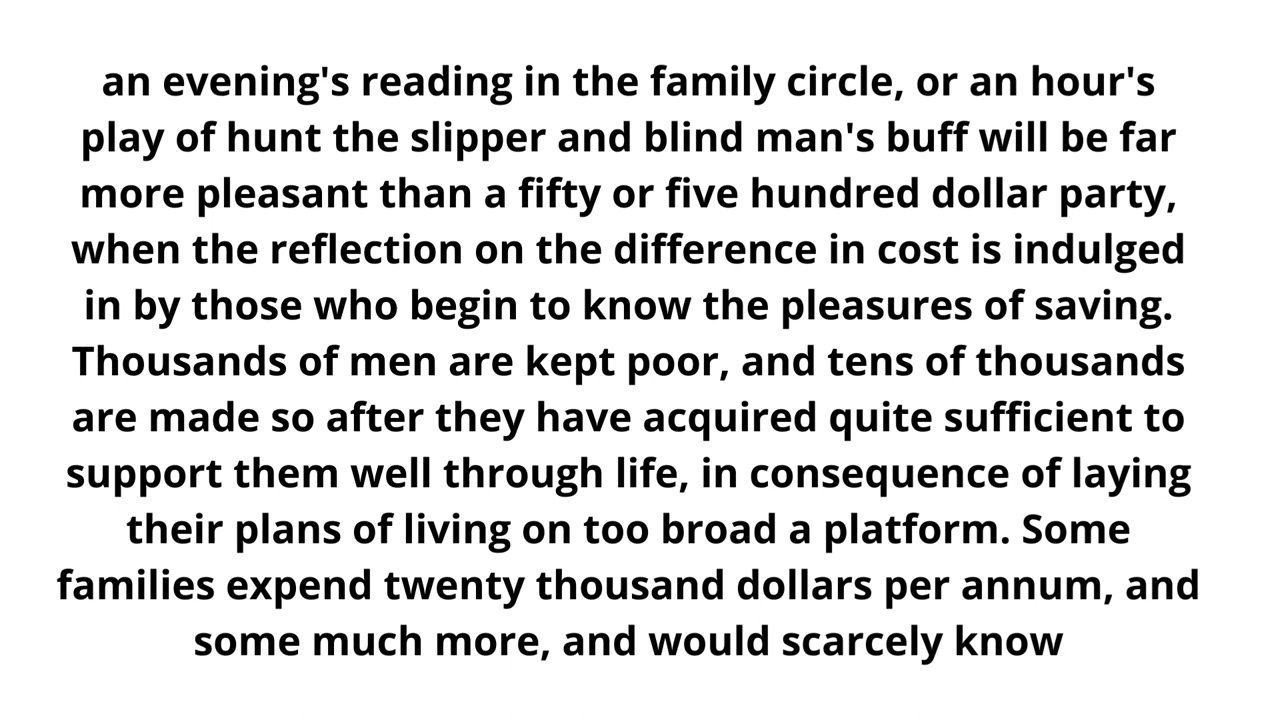 an evening's reading in the family circle, or an hour's
play of hunt the slipper and blind man's buff will be far
more pleasant than a fifty or five hundred dollar party,
when the reflection on the difference in cost is indulged
in by those who begin to know the pleasures of saving.
Thousands of men are kept poor, and tens of thousands
are made so after they have acquired quite sufficient to
support them well through life, in consequence of laying
their plans of living on too broad a platform. Some
families expend twenty thousand dollars per annum, and
some much more, and would scarcely know